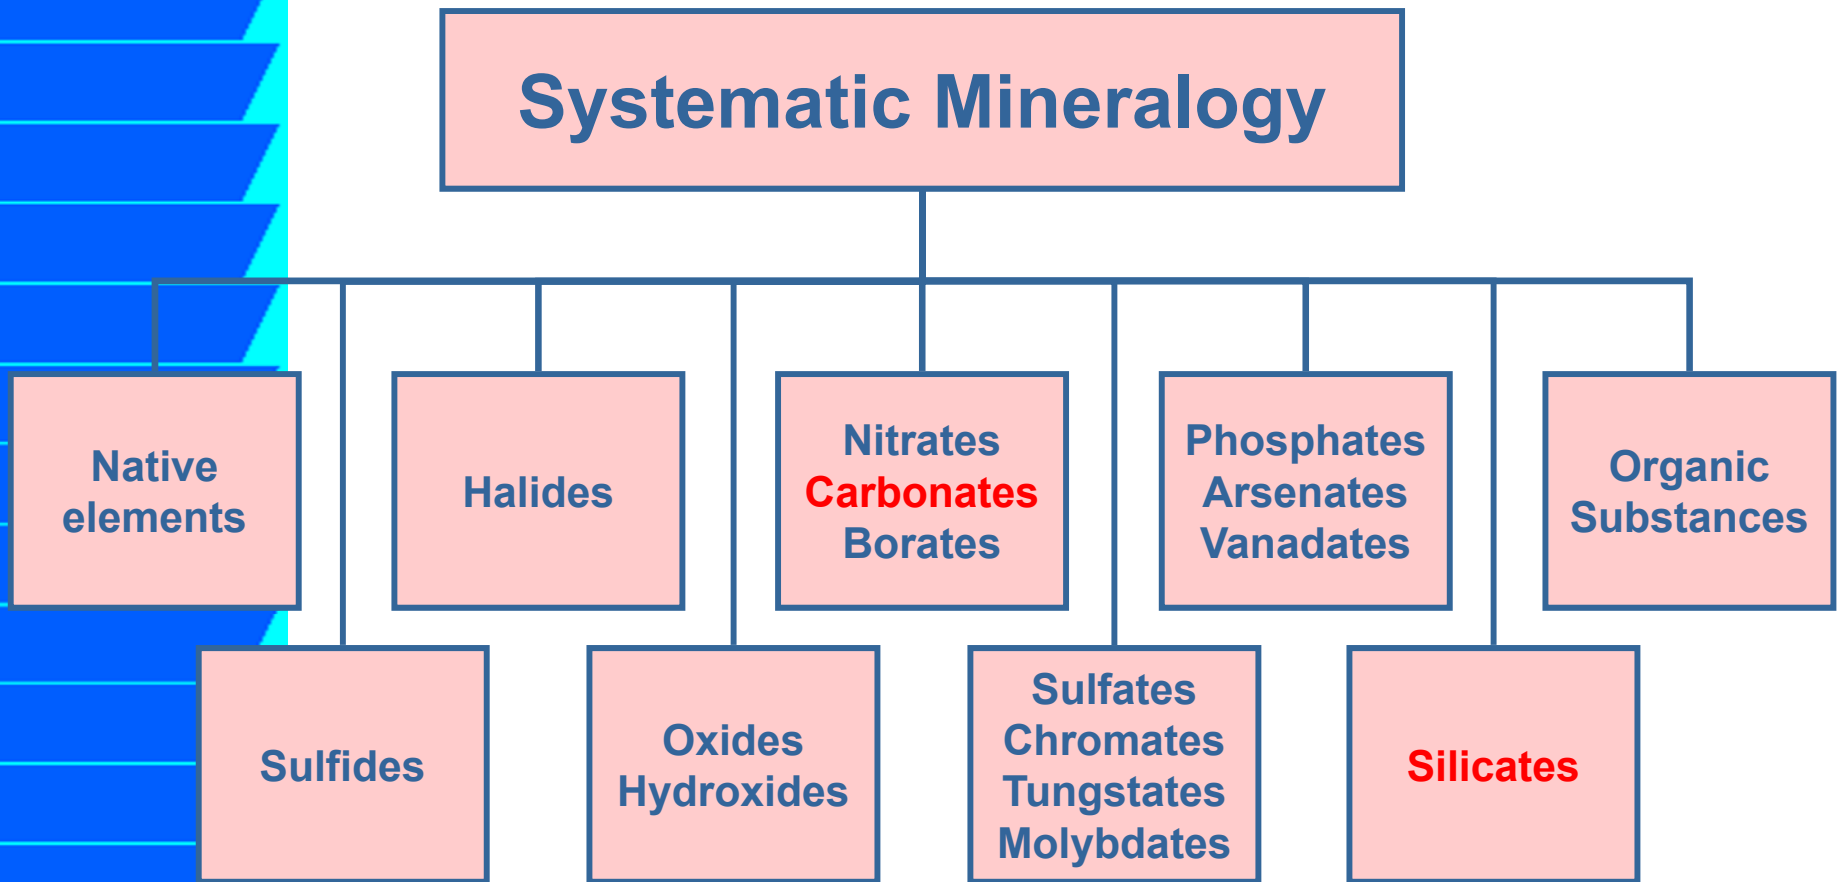 Systematic Mineralogy
Native
elements
Halides
Nitrates
Carbonates
Borates
Phosphates
Arsenates
Vanadates
Organic
Substances
Sulfides
Oxides
Hydroxides
Sulfates
Chromates
Tungstates
Molybdates
Silicates